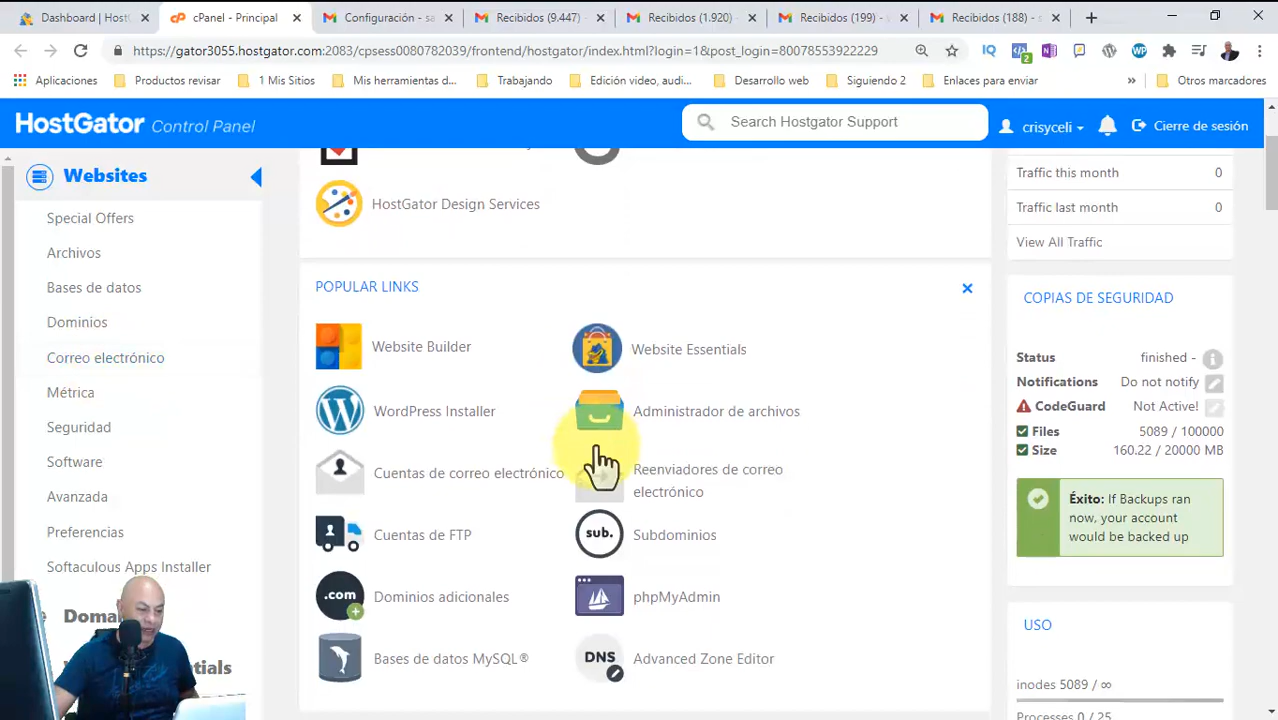 Dashboard | Host
cPanel - Principal
Configuración - sa
Recibidos (9.447)
Recibidos (1.920)
Recibidos (199) -
Recibidos (188) - s
https://gator3055.hostgator.com:2083/cpsess0080782059/frontend/hostgator/index.html?login=1&post_login=80078553922229
Aplicaciones
Productos revisar
1 Mis Sitios
Mis herramientas d...
Trabajando
Edición video, audi...
Desarrollo web
Siguiendo 2
Enlaces para enviar
»
Otros marcadores
HostGator Control Panel
Search Hostgator Support
crisyceli
Cierre de sesión
Websites
Special Offers
Archivos
Bases de datos
Dominios
Correo electrónico
Métrica
Seguridad
Software
Avanzada
Preferencias
Softaculous Apps Installer
HostGator Design Services
POPULAR LINKS
Website Builder
Website Essentials
WordPress Installer
Administrador de archivos
Cuentas de correo electrónico
Reenviadores de correo
electrónico
Cuentas de FTP
sub.
Subdominios
.com
Dominios adicionales
phpMyAdmin
Bases de datos MySQL®
DNS
Advanced Zone Editor
Traffic this month 0
Traffic last month 0
View All Traffic
COPIAS DE SEGURIDAD
Status finished -
Notifications Do not notify
CodeGuard Not Active!
Files 5089 / 100000
Size 160.22 / 20000 MB
Éxito: If Backups ran
now, your account
would be backed up
USO
inodes 5089 / ∞
Processes 0 / 25